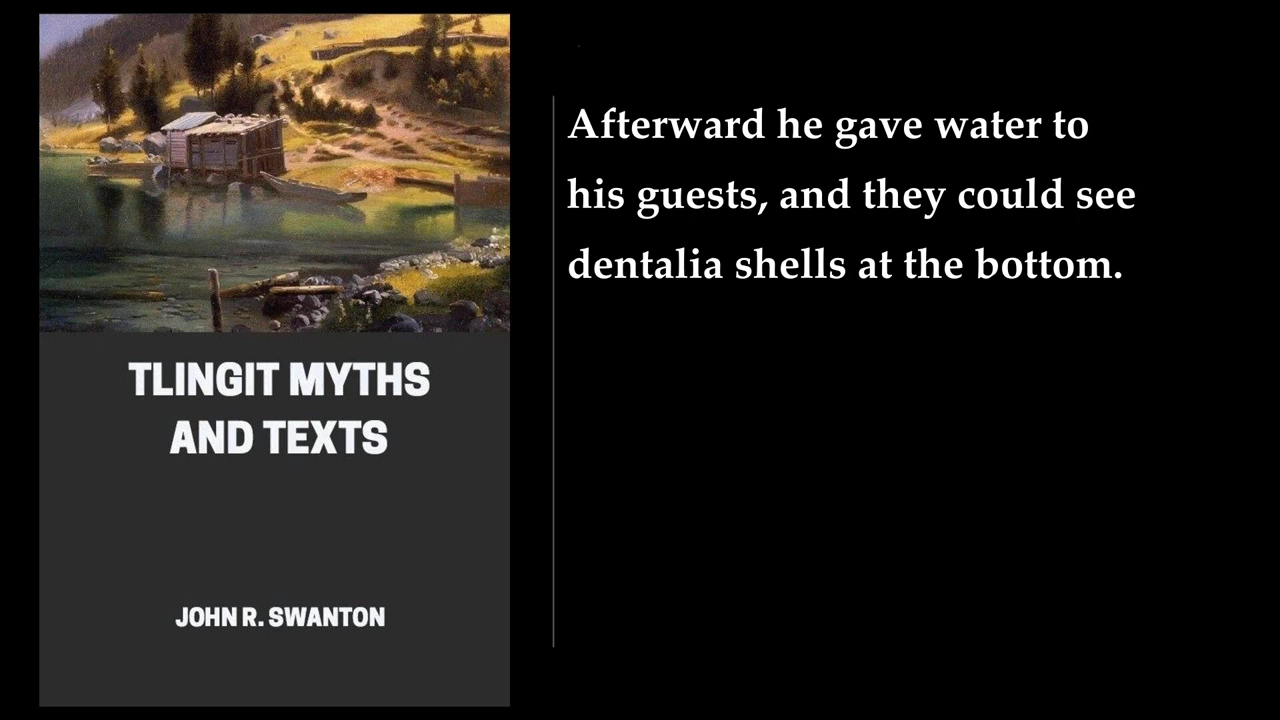 TLINGIT MYTHS
AND TEXTS
JOHN R. SWANTON
Afterward he gave water to
his guests, and they could see
dentalia shells at the bottom.